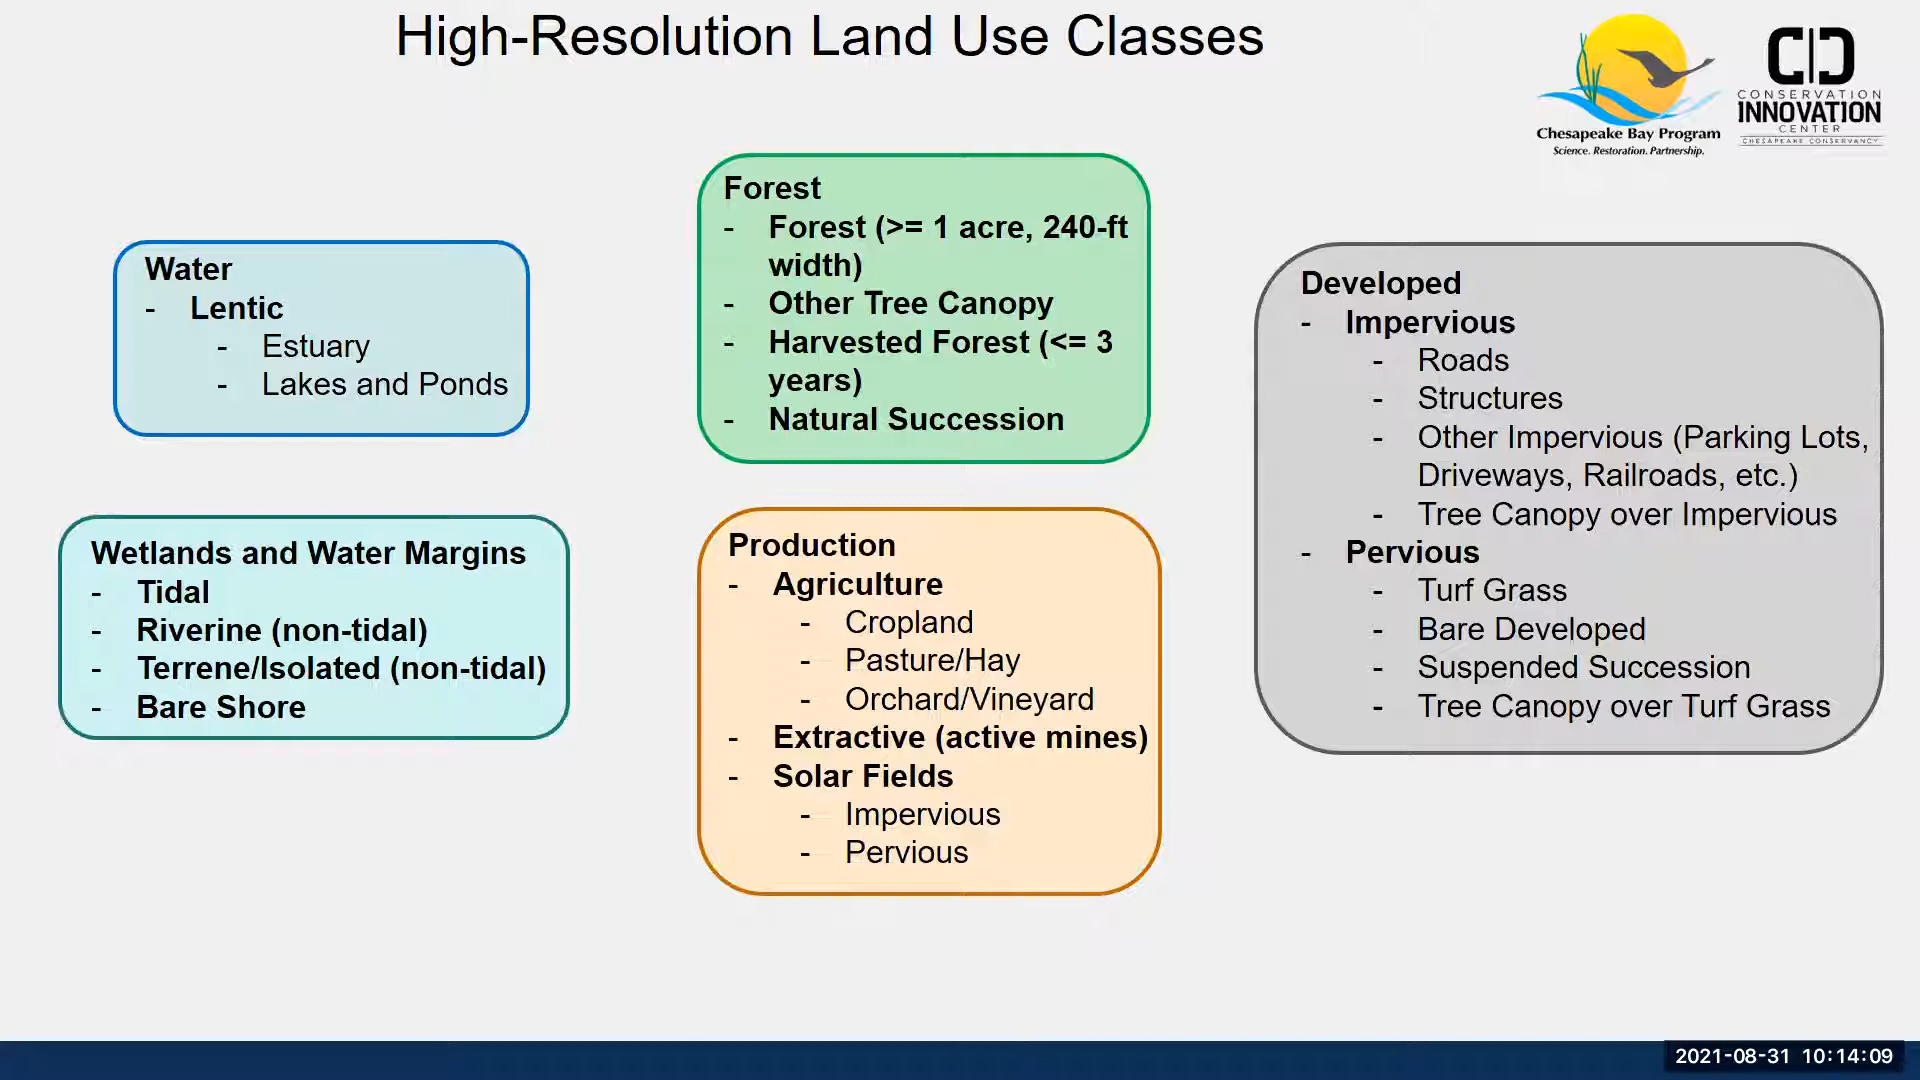 High-Resolution Land Use Classes
Chesapeake Bay Program
Science. Restoration. Partnership.
CONSERVATION
INNOVATION
CENTER
CHESAPEAKE CONSERVANCY
Water
- Lentic
- Estuary
- Lakes and Ponds
Wetlands and Water Margins
- Tidal
- Riverine (non-tidal)
- Terrene/Isolated (non-tidal)
- Bare Shore
Forest
- Forest (>= 1 acre, 240-ft
width)
- Other Tree Canopy
- Harvested Forest (<= 3
years)
- Natural Succession
Production
- Agriculture
- Cropland
- Pasture/Hay
- Orchard/Vineyard
- Extractive (active mines)
- Solar Fields
- Impervious
- Pervious
Developed
- Impervious
- Roads
- Structures
- Other Impervious (Parking Lots,
Driveways, Railroads, etc.)
- Tree Canopy over Impervious
- Pervious
- Turf Grass
- Bare Developed
- Suspended Succession
- Tree Canopy over Turf Grass
2021-08-31 10:14:09